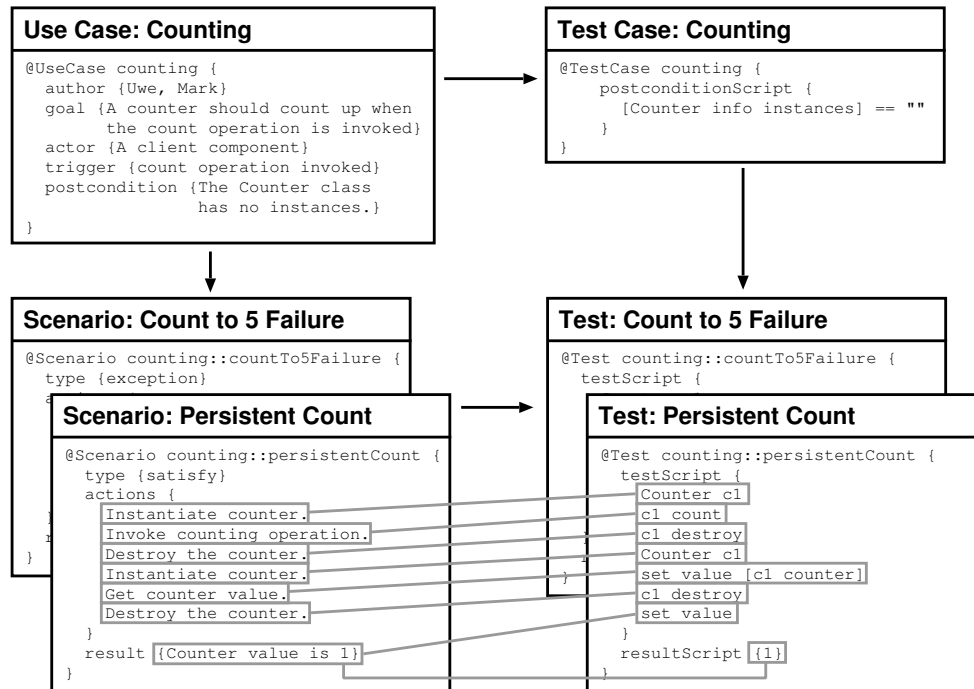 Use Case: Counting
@UseCase counting {
author {Uwe, Mark}
goal {A counter should count up when
the count operation is invoked}
actor {A client component}
trigger {count operation invoked}
postcondition {The Counter class
has no instances.}
}
Test Case: Counting
@TestCase counting {
postconditionScript {
[Counter info instances] == ""
}
}
Scenario: Count to 5 Failure
@Scenario counting::countTo5Failure {
type {exception}
}
Scenario: Persistent Count
@Scenario counting::persistentCount {
type {satisfy}
actions {
Instantiate counter.
Invoke counting operation.
Destroy the counter.
Instantiate counter.
Get counter value.
Destroy the counter.
}
result {Counter value is 1}
}
Test: Count to 5 Failure
@Test counting::countTo5Failure {
testScript {
}
Test: Persistent Count
@Test counting::persistentCount {
testScript {
Counter c1
c1 count
c1 destroy
Counter c1
set value [c1 counter]
c1 destroy
set value
}
resultScript {1}
}